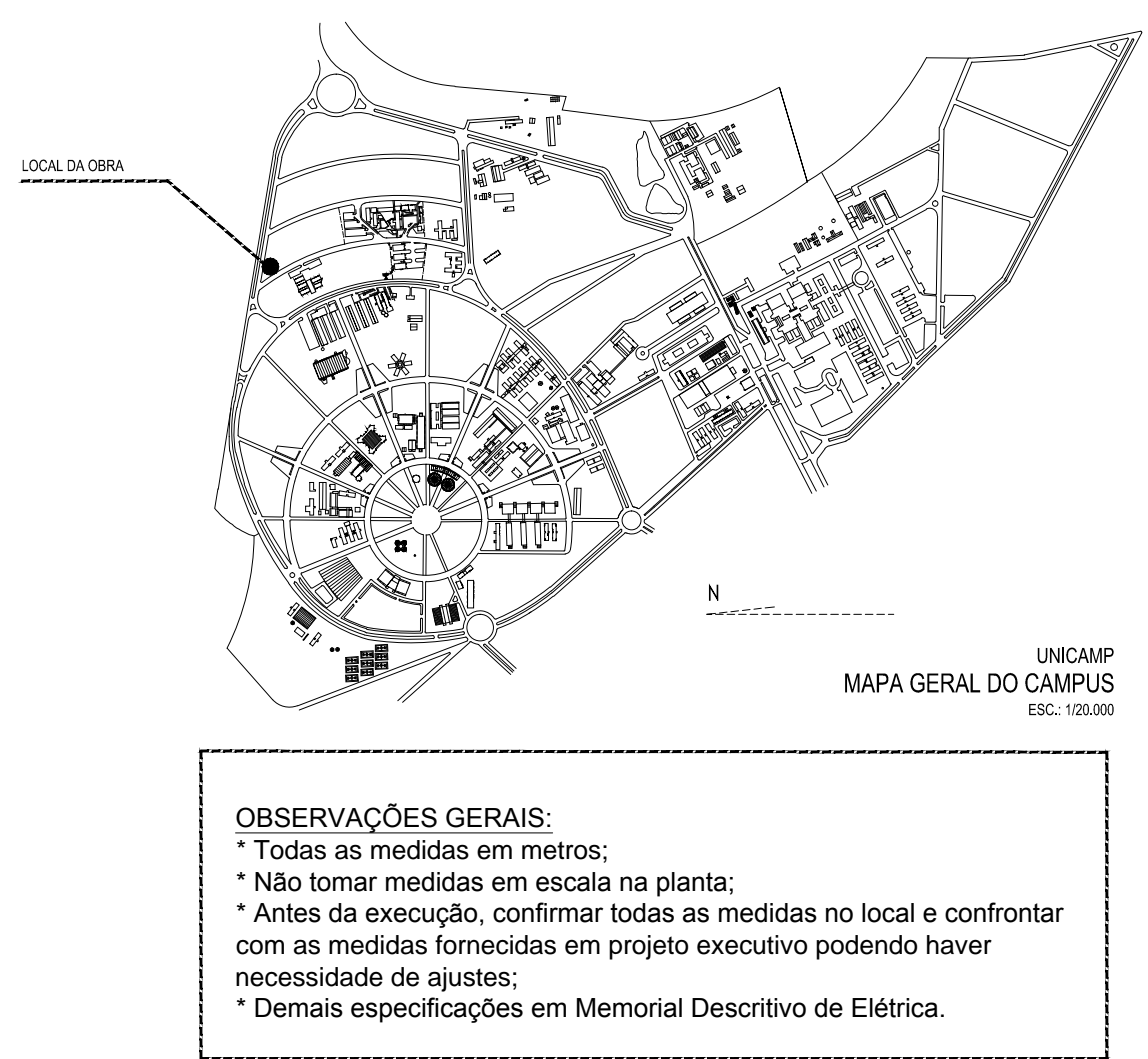 LOCAL DA OBRA
N
UNICAMP
MAPA GERAL DO CAMPUS
ESC.: 1/20.000
OBSERVAÇÕES GERAIS:
* Todas as medidas em metros;
* Não tomar medidas em escala na planta;
* Antes da execução, confirmar todas as medidas no local e confrontar
com as medidas fornecidas em projeto executivo podendo haver
necessidade de ajustes;
* Demais especificações em Memorial Descritivo de Elétrica.